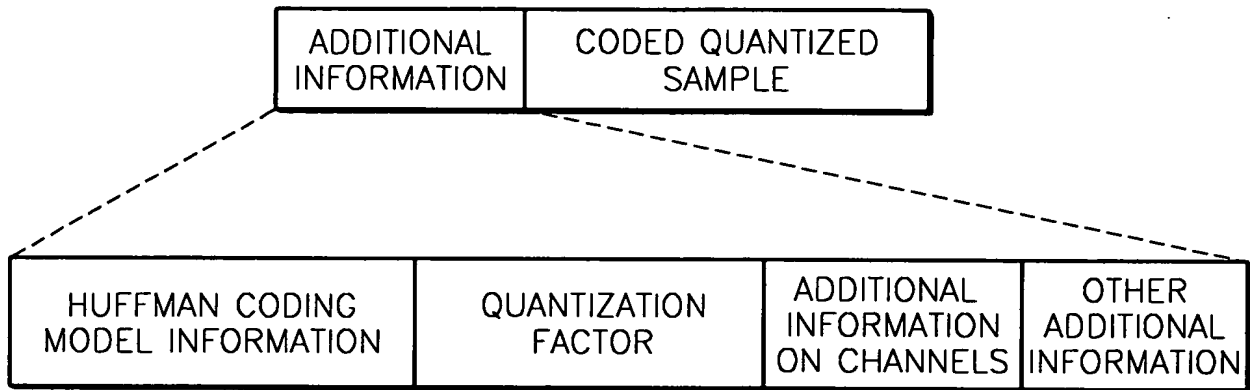 ADDITIONAL
INFORMATION
CODED QUANTIZED
SAMPLE
HUFFMAN CODING
MODEL INFORMATION
QUANTIZATION
FACTOR
ADDITIONAL
INFORMATION
ON CHANNELS
OTHER
ADDITIONAL
INFORMATION